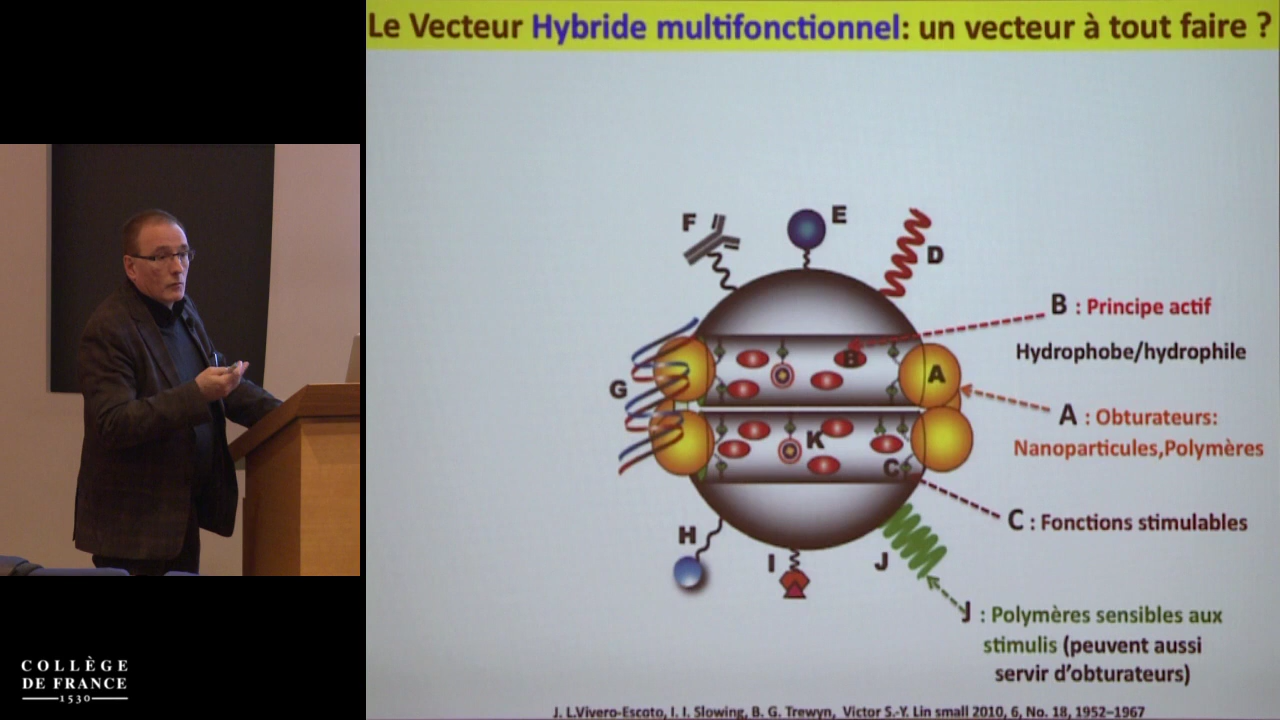 Le Vecteur Hybride multifonctionnel: un vecteur à tout faire ?
F
E
D
B : Principe actif
Hydrophobe/hydrophile
B
A
G
A : Obturateurs:
Nanoparticules,Polymères
K
C
C : Fonctions stimulables
H
I
J
J : Polymères sensibles aux
stimulis (peuvent aussi
servir d'obturateurs)
J. L.Vivero-Escoto, I. I. Slowing, B. G. Trewyn, Victor S.-Y. Lin small 2010, 6, No. 18, 1952–1967
COLLÈGE
DE FRANCE
1530